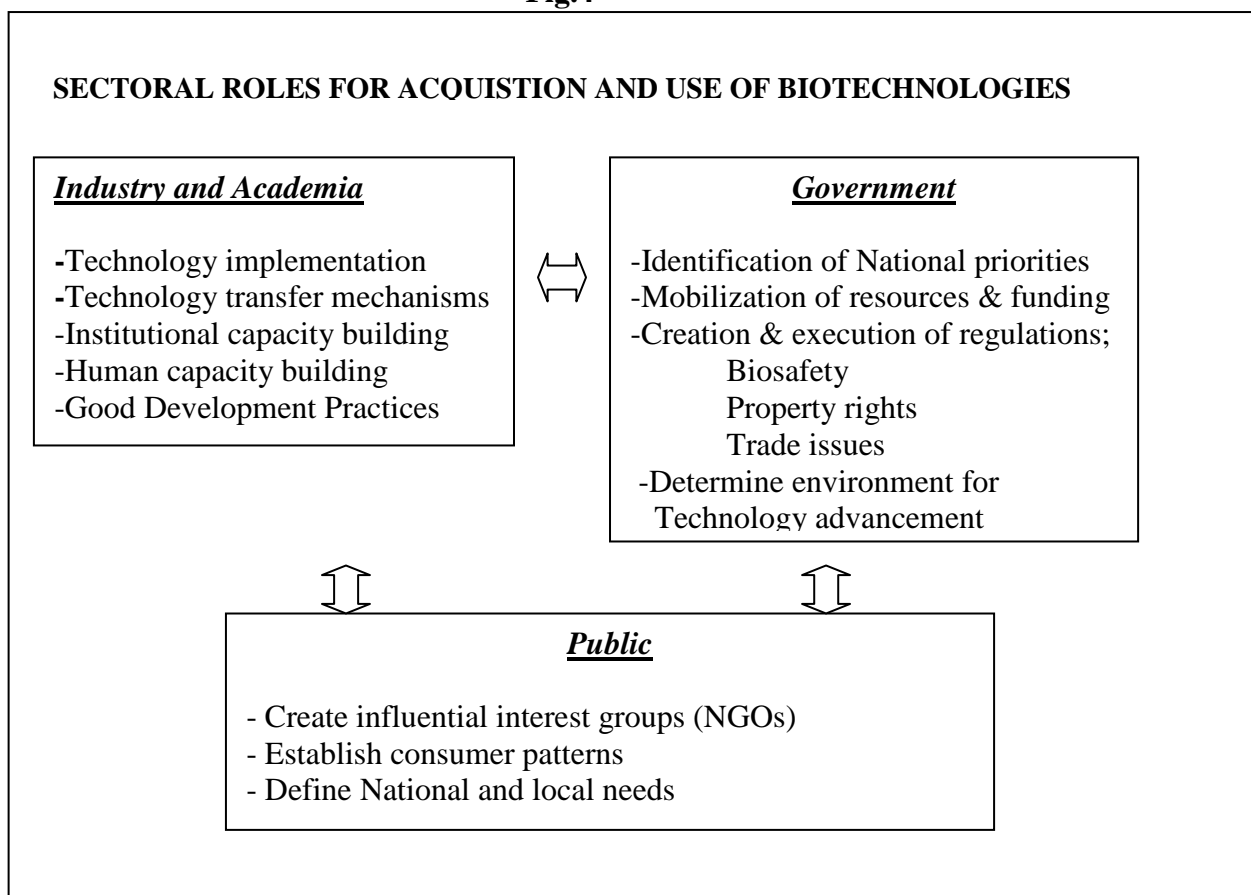 SECTORAL ROLES FOR ACQUISTION AND USE OF BIOTECHNOLOGIES
Industry and Academia
-Technology implementation
-Technology transfer mechanisms
-Institutional capacity building
-Human capacity building
-Good Development Practices
Government
-Identification of National priorities
-Mobilization of resources & funding
-Creation & execution of regulations;
Biosafety
Property rights
Trade issues
-Determine environment for
Technology advancement
Public
- Create influential interest groups (NGOs)
- Establish consumer patterns
- Define National and local needs